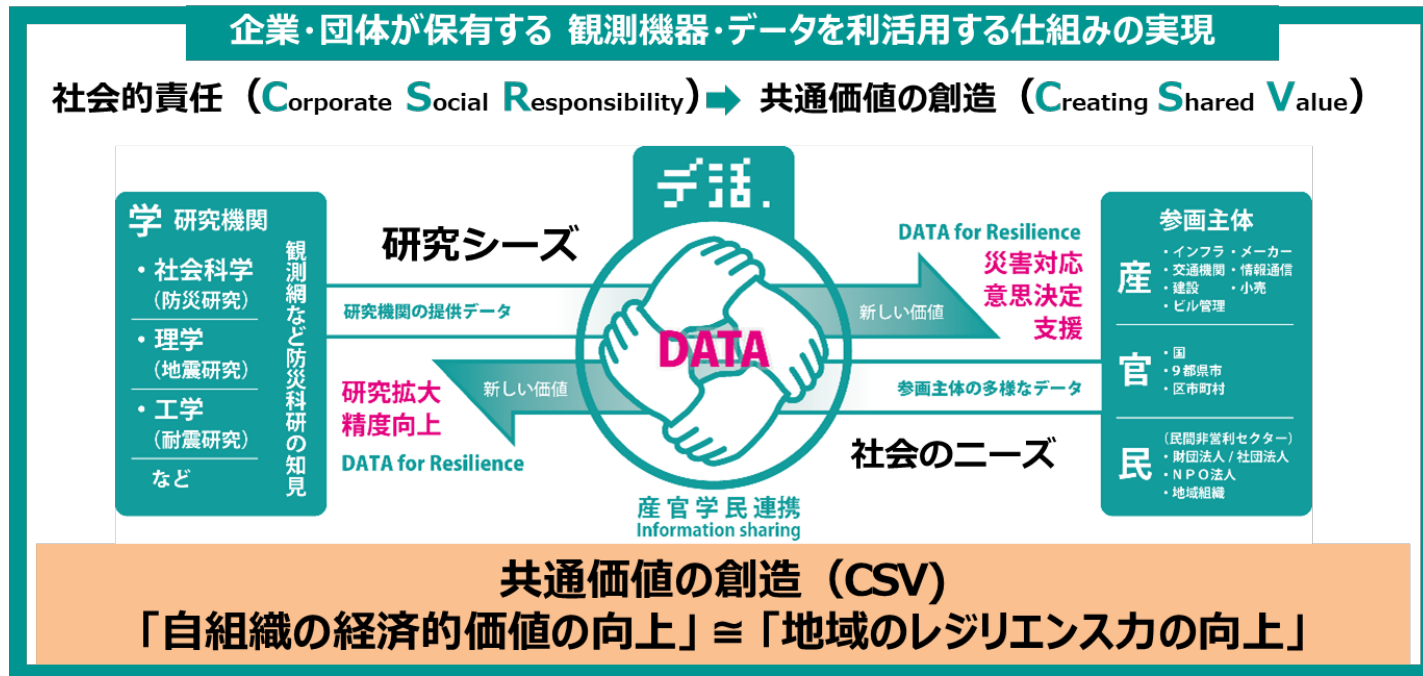 企業・団体が保有する 観測機器・データを利活用する仕組みの実現
社会的責任（Corporate Social Responsibility）➡ 共通価値の創造（Creating Shared Value）
デ活.
学 研究機関
・社会科学
（防災研究）
・理学
（地震研究）
・工学
（耐震研究）
など
観測網など防災科研の知見
研究シーズ
研究機関の提供データ
新しい価値
DATA for Resilience
災害対応
意思決定
支援
DATA
研究拡大
精度向上
DATA for Resilience
新しい価値
参画主体の多様なデータ
社会のニーズ
産官学民連携
Information sharing
参画主体
産
・インフラ・メーカー
・交通機関・情報通信
・建設 ・小売
・ビル管理
官
・国
・9都県市
・区市町村
民
（民間非営利セクター）
・財団法人/社団法人
・NPO法人
・地域組織
共通価値の創造（CSV)
「自組織の経済的価値の向上」≅「地域のレジリエンス力の向上」